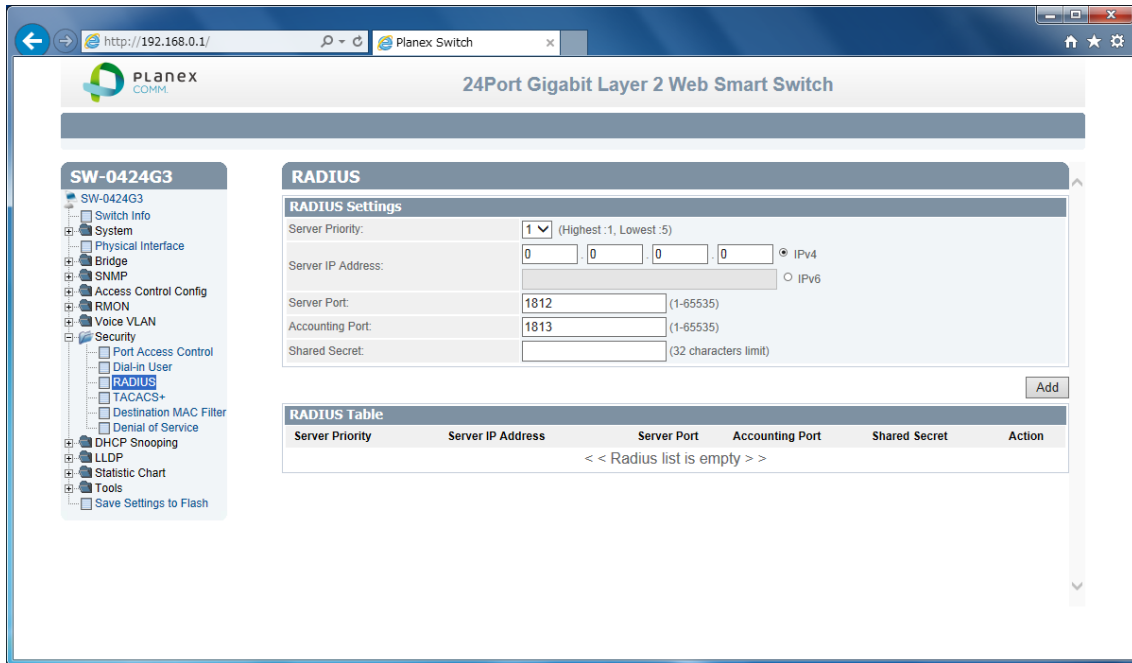 http://192.168.0.1/
Planex Switch
PLANEX
COMM.
24Port Gigabit Layer 2 Web Smart Switch
SW-0424G3
SW-0424G3
Switch Info
System
Physical Interface
Bridge
SNMP
Access Control Config
RMON
Voice VLAN
Security
Port Access Control
Dial-in User
RADIUS
TACACS+
Destination MAC Filter
Denial of Service
DHCP Snooping
LLDP
Statistic Chart
Tools
Save Settings to Flash
RADIUS
RADIUS Settings
Server Priority: 1 (Highest :1, Lowest :5)
Server IP Address: 0 . 0 . 0 . 0 IPv4
IPv6
Server Port: 1812 (1-65535)
Accounting Port: 1813 (1-65535)
Shared Secret: (32 characters limit)
Add
RADIUS Table
Server Priority Server IP Address Server Port Accounting Port Shared Secret Action
< < Radius list is empty > >